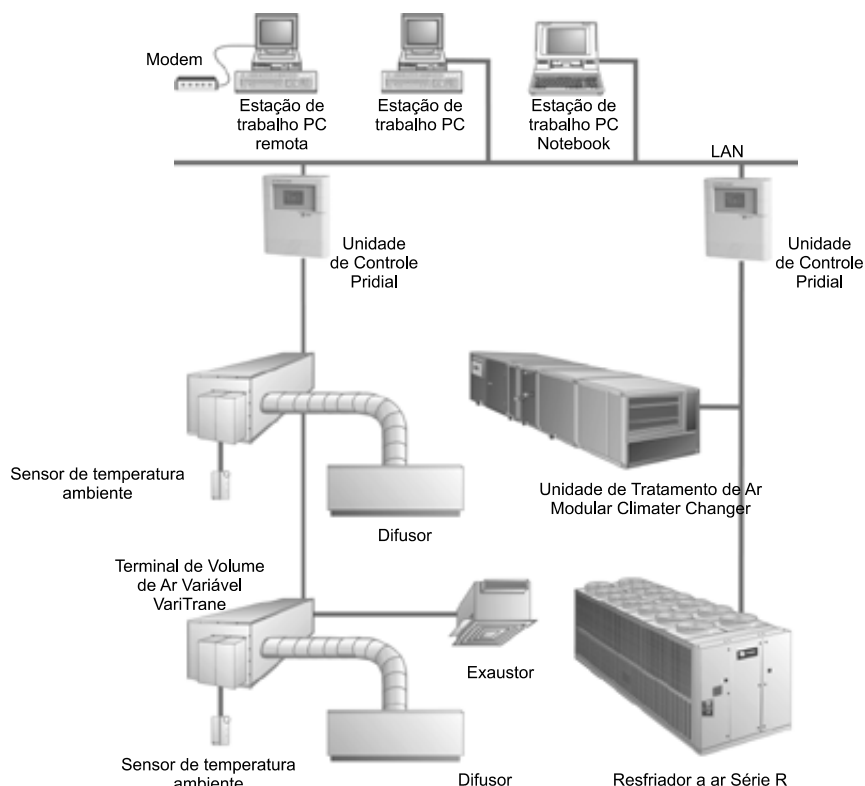 Modem
Estação de
trabalho PC
remota
Estação de
trabalho PC
Estação de
trabalho PC
Notebook
LAN
Unidade
de Controle
Pridial
Unidade
de Controle
Pridial
Sensor de temperatura
ambiente
Difusor
Unidade de Tratamento de Ar
Modular Climater Changer
Terminal de Volume
de Ar Variável
VariTrane
Exaustor
Sensor de temperatura
ambiente
Difusor
Resfriador a ar Série R